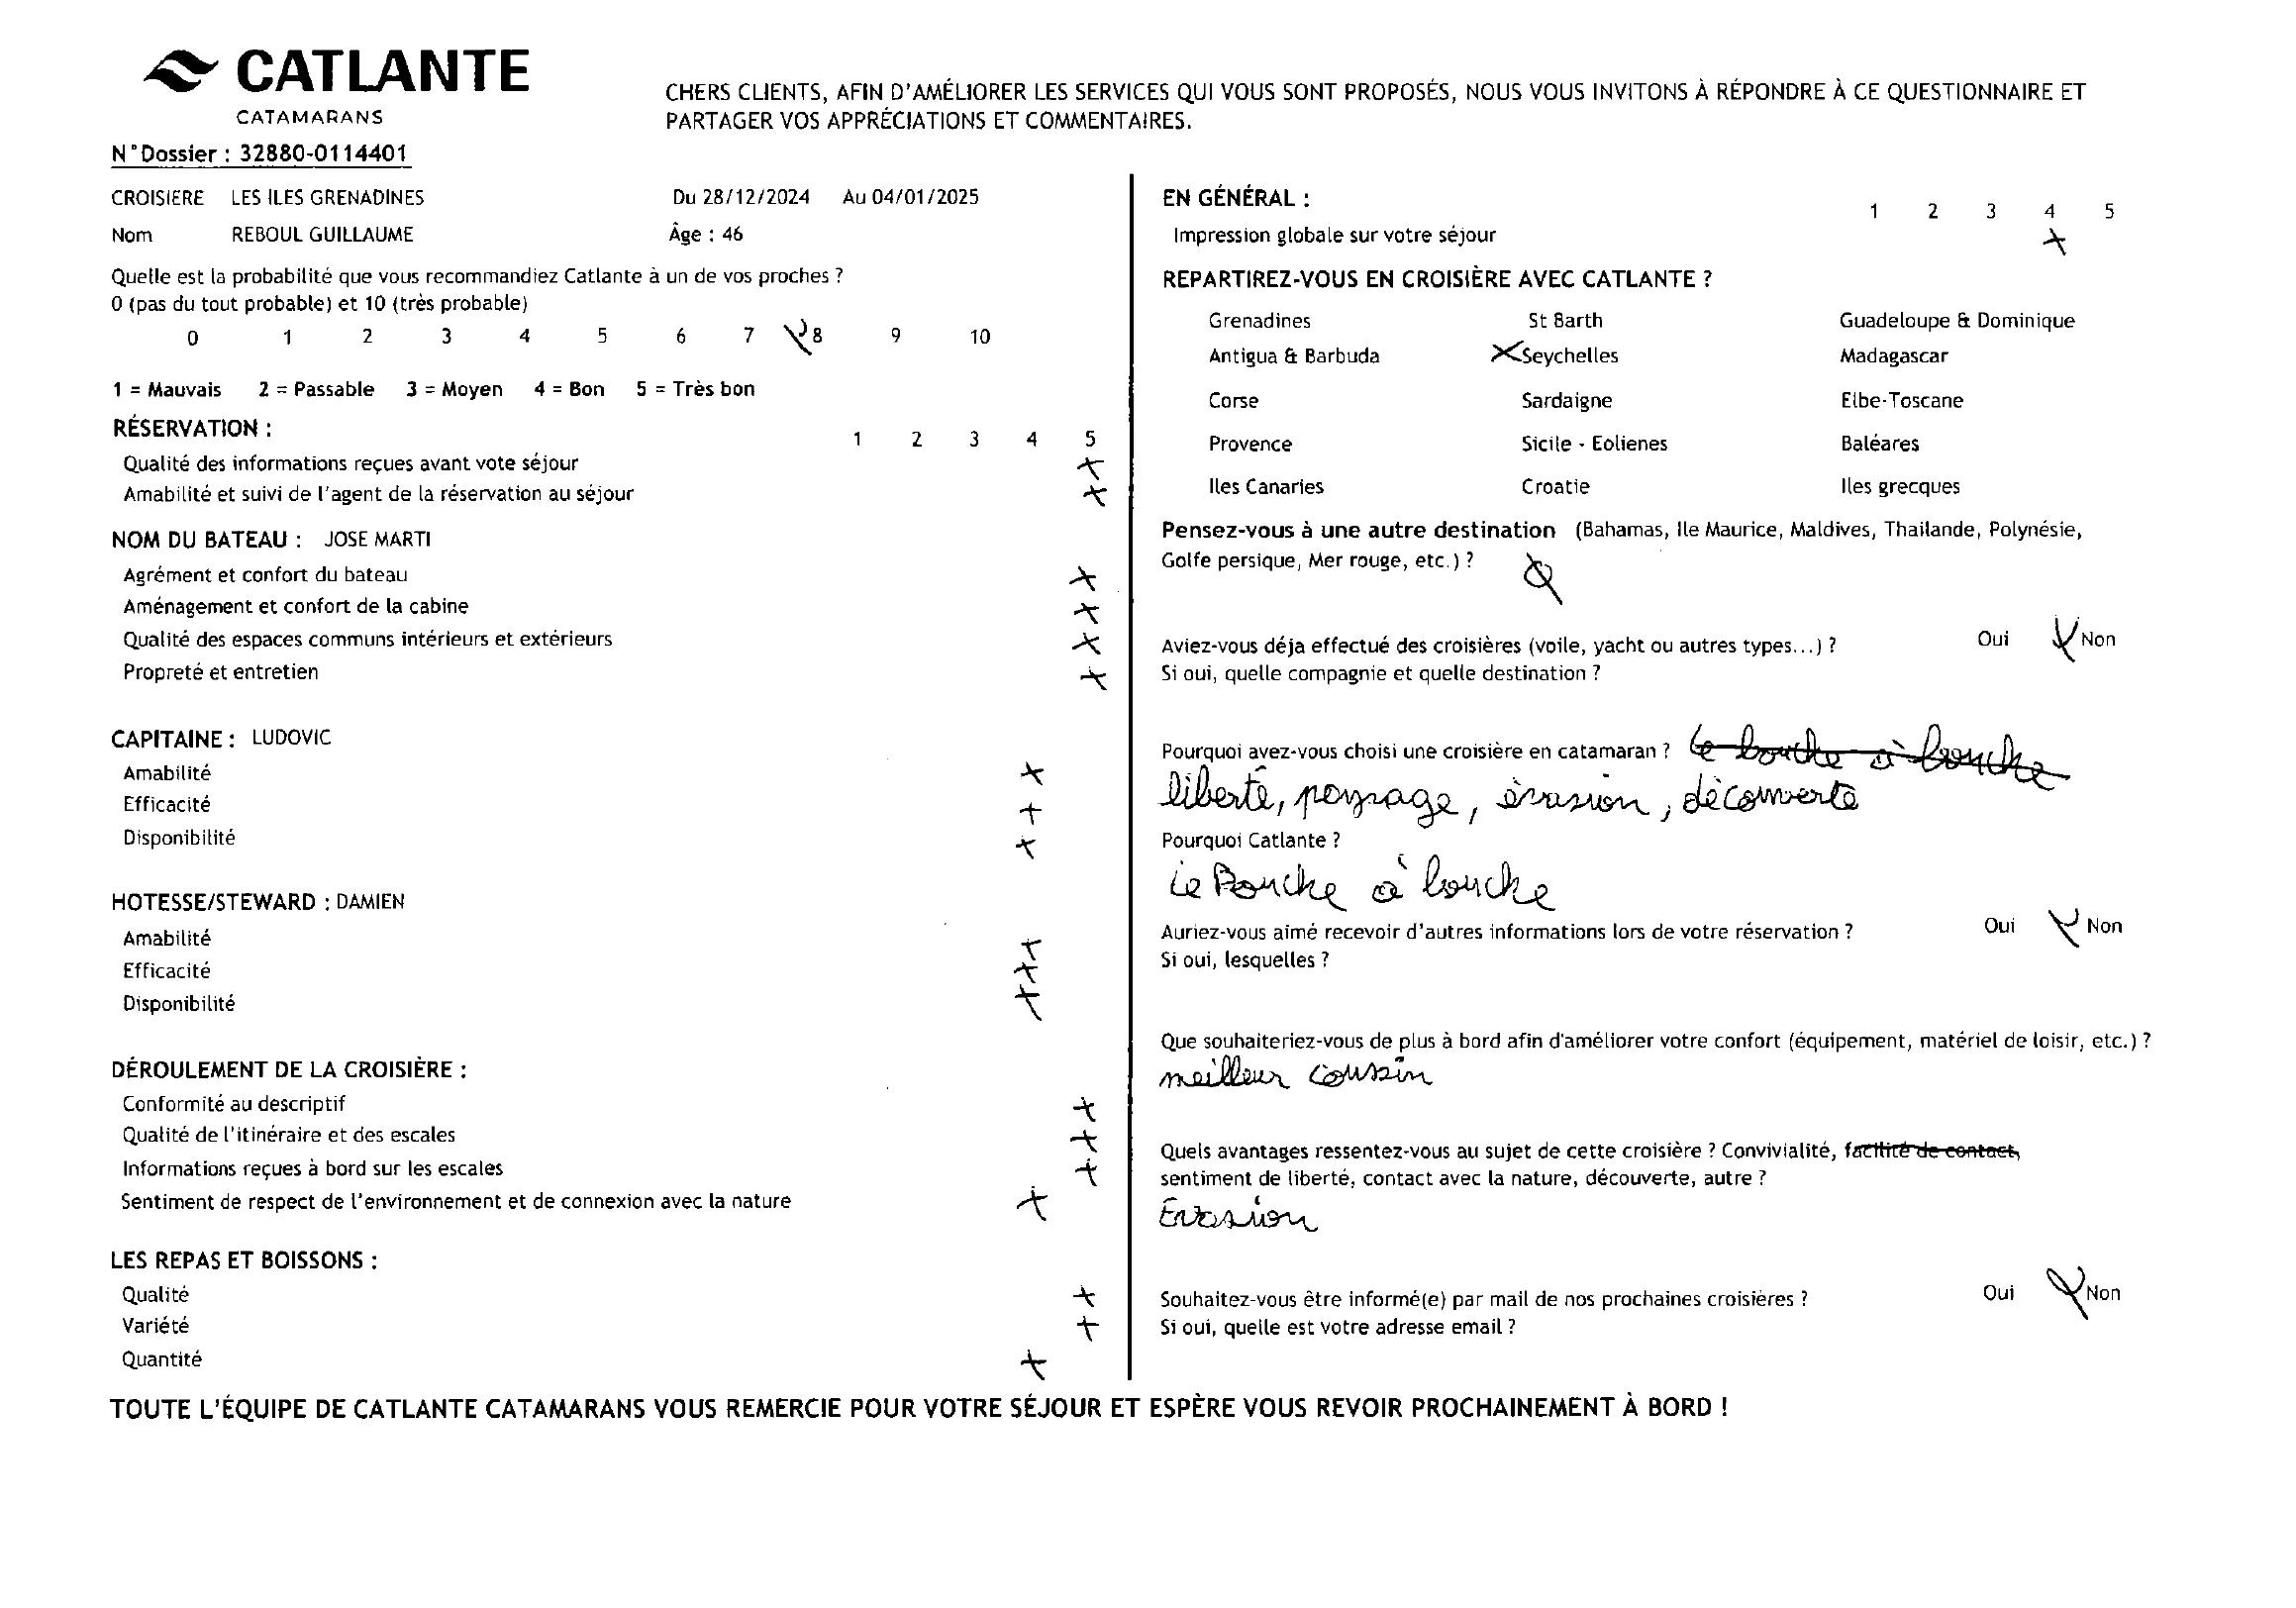 CATLANTE
CATAMARANS
CHERS CLIENTS, AFIN D'AMÉLIORER LES SERVICES QUI VOUS SONT PROPOSÉS, NOUS VOUS INVITONS À RÉPONDRE À CE QUESTIONNAIRE ET
PARTAGER VOS APPRÉCIATIONS ET COMMENTAIRES.
N°Dossier : 32880-0114401
CROISIERE LES ILES GRENADINES Du 28/12/2024 Au 04/01/2025
Nom REBOUL GUILLAUME Âge : 46
Quelle est la probabilité que vous recommandiez Catlante à un de vos proches ?
0 (pas du tout probable) et 10 (très probable)
0 1 2 3 4 5 6 7 8 9 10
1 = Mauvais 2 = Passable 3 = Moyen 4 = Bon 5 = Très bon
RÉSERVATION :
1 2 3 4 5
Qualité des informations reçues avant vote séjour
Amabilité et suivi de l'agent de la réservation au séjour
NOM DU BATEAU : JOSE MARTI
Agrément et confort du bateau
Aménagement et confort de la cabine
Qualité des espaces communs intérieurs et extérieurs
Propreté et entretien
CAPITAINE : LUDOVIC
Amabilité
Efficacité
Disponibilité
HOTESSE/STEWARD : DAMIEN
Amabilité
Efficacité
Disponibilité
DÉROULEMENT DE LA CROISIÈRE :
Conformité au descriptif
Qualité de l'itinéraire et des escales
Informations reçues à bord sur les escales
Sentiment de respect de l'environnement et de connexion avec la nature
LES REPAS ET BOISSONS :
Qualité
Variété
Quantité
EN GÉNÉRAL :
1 2 3 4 5
Impression globale sur votre séjour
REPARTIREZ-VOUS EN CROISIÈRE AVEC CATLANTE ?
Grenadines St Barth Guadeloupe & Dominique
Antigua & Barbuda Seychelles Madagascar
Corse Sardaigne Elbe-Toscane
Provence Sicile - Eolienes Baléares
Iles Canaries Croatie Iles grecques
Pensez-vous à une autre destination (Bahamas, Ile Maurice, Maldives, Thailande, Polynésie,
Golfe persique, Mer rouge, etc.) ?
Aviez-vous déja effectué des croisières (voile, yacht ou autres types...) ? Oui Non
Si oui, quelle compagnie et quelle destination ?
Pourquoi avez-vous choisi une croisière en catamaran ? Le bouche à bouche
liberté, paysage, évasion, découverte
Pourquoi Catlante ?
Le Bouche à bouche
Auriez-vous aimé recevoir d'autres informations lors de votre réservation ? Oui Non
Si oui, lesquelles ?
Que souhaiteriez-vous de plus à bord afin d'améliorer votre confort (équipement, matériel de loisir, etc.) ?
meilleur coussin
Quels avantages ressentez-vous au sujet de cette croisière ? Convivialité, facilité de contact,
sentiment de liberté, contact avec la nature, découverte, autre ?
Evasion
Souhaitez-vous être informé(e) par mail de nos prochaines croisières ? Oui Non
Si oui, quelle est votre adresse email ?
TOUTE L'ÉQUIPE DE CATLANTE CATAMARANS VOUS REMERCIE POUR VOTRE SÉJOUR ET ESPÈRE VOUS REVOIR PROCHAINEMENT À BORD !